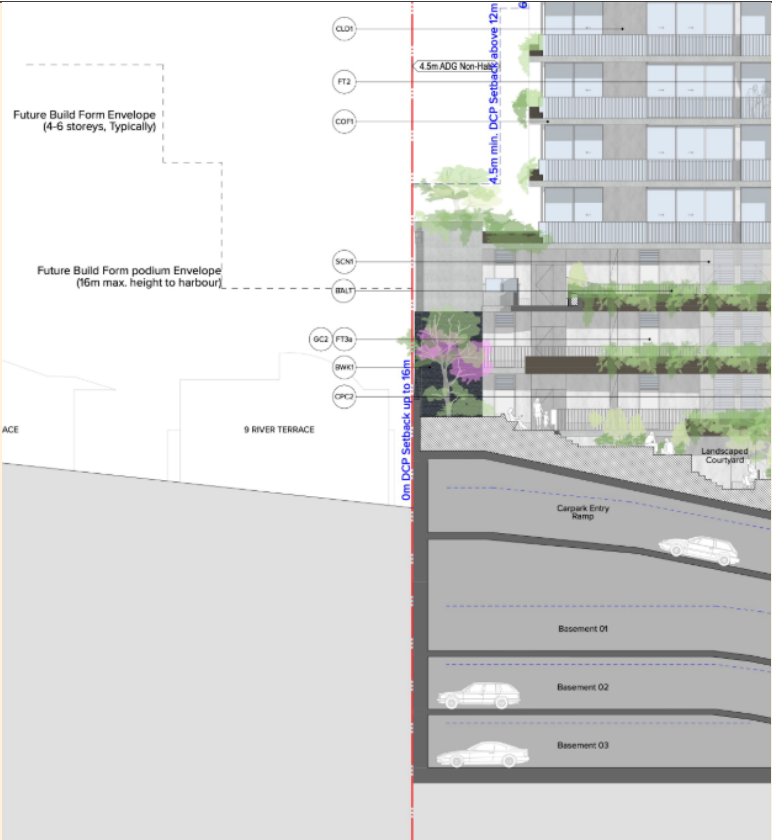 6
CLO1
4.5m ADG Non-Hab
FT2
COF1
4.5m min. DCP Setback above 12m
Future Build Form Envelope
(4-6 storeys, Typically)
SCN1
Future Build Form podium Envelope
(16m max. height to harbour)
BAL1
GC2 FT3a
BWK1
CPC2
0m DCP Setback up to 16m
ACE
9 RIVER TERRACE
Landscaped
Courtyard
Carpark Entry
Ramp
Basement 01
Basement 02
Basement 03